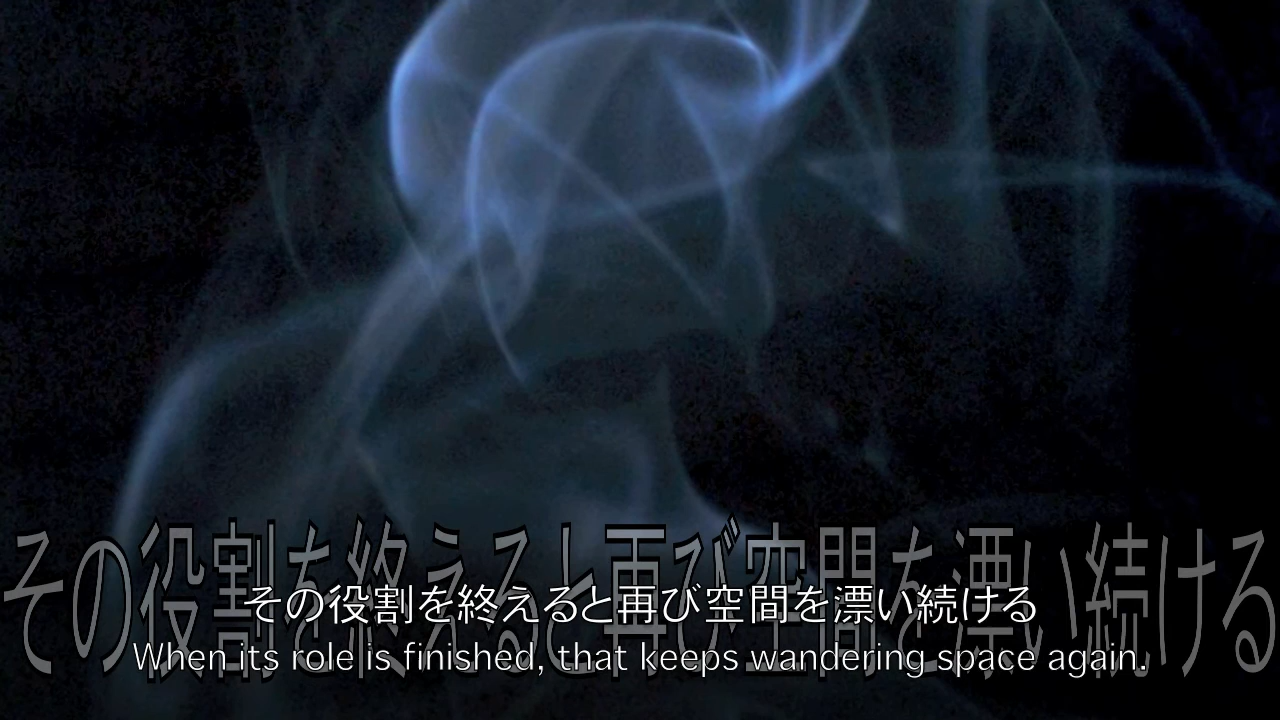 その役割を終えると再び空間を漂い続ける
その役割を終えると再び空間を漂い続ける
When its role is finished, that keeps wandering space again.